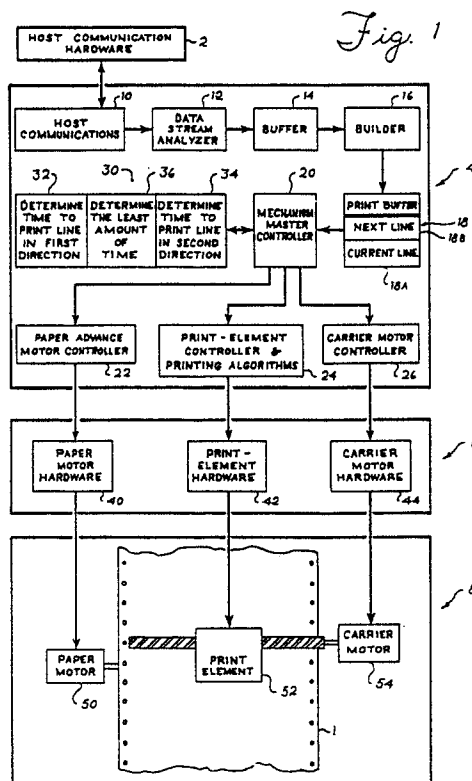 Fig. 1
HOST COMMUNICATION
HARDWARE
2
10
12
14
16
HOST
COMMUNICATIONS
DATA
STREAM
ANALYZER
BUFFER
BUILDER
4
32
30
36
34
20
DETERMINE
TIME TO
PRINT LINE
IN FIRST
DIRECTION
DETERMINE
THE LEAST
AMOUNT
OF
TIME
DETERMINE
TIME TO
PRINT LINE
IN SECOND
DIRECTION
MECHANISM
MASTER
CONTROLLER
PRINT BUFFER
NEXT LINE
CURRENT LINE
18
18B
18A
PAPER ADVANCE
MOTOR CONTROLLER
22
PRINT-ELEMENT
CONTROLLER &
PRINTING ALGORITHMS
24
CARRIER MOTOR
CONTROLLER
26
PAPER
MOTOR
HARDWARE
40
PRINT-
ELEMENT
HARDWARE
42
CARRIER
MOTOR
HARDWARE
44
PAPER
MOTOR
50
PRINT
ELEMENT
52
CARRIER
MOTOR
54
1